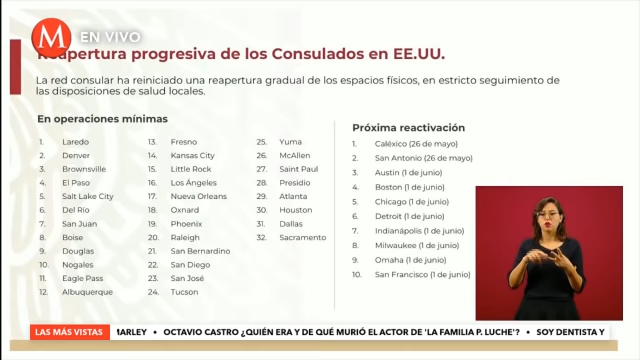 M EN VIVO
Reapertura progresiva de los Consulados en EE.UU.
La red consular ha reiniciado una reapertura gradual de los espacios físicos, en estricto seguimiento de
las disposiciones de salud locales.
En operaciones mínimas
1. Laredo
2. Denver
3. Brownsville
4. El Paso
5. Salt Lake City
6. Del Río
7. San Juan
8. Boise
9. Douglas
10. Nogales
11. Eagle Pass
12. Albuquerque
13. Fresno
14. Kansas City
15. Little Rock
16. Los Ángeles
17. Nueva Orleans
18. Oxnard
19. Phoenix
20. Raleigh
21. San Bernardino
22. San Diego
23. San José
24. Tucson
25. Yuma
26. McAllen
27. Saint Paul
28. Presidio
29. Atlanta
30. Houston
31. Dallas
32. Sacramento
Próxima reactivación
1. Caléxico (26 de mayo)
2. San Antonio (26 de mayo)
3. Austin (1 de junio)
4. Boston (1 de junio)
5. Chicago (1 de junio)
6. Detroit (1 de junio)
7. Indianápolis (1 de junio)
8. Milwaukee (1 de junio)
9. Omaha (1 de junio)
10. San Francisco (1 de junio)
LAS MÁS VISTAS MARLEY • OCTAVIO CASTRO ¿QUIÉN ERA Y DE QUÉ MURIÓ EL ACTOR DE 'LA FAMILIA P. LUCHE'? • SOY DENTISTA Y